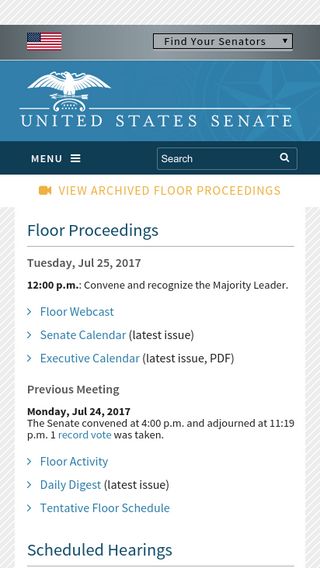 Find Your Senators
UNITED STATES SENATE
MENU
Search
VIEW ARCHIVED FLOOR PROCEEDINGS
Floor Proceedings
Tuesday, Jul 25, 2017
12:00 p.m.: Convene and recognize the Majority Leader.
Floor Webcast
Senate Calendar (latest issue)
Executive Calendar (latest issue, PDF)
Previous Meeting
Monday, Jul 24, 2017
The Senate convened at 4:00 p.m. and adjourned at 11:19
p.m. 1 record vote was taken.
Floor Activity
Daily Digest (latest issue)
Tentative Floor Schedule
Scheduled Hearings